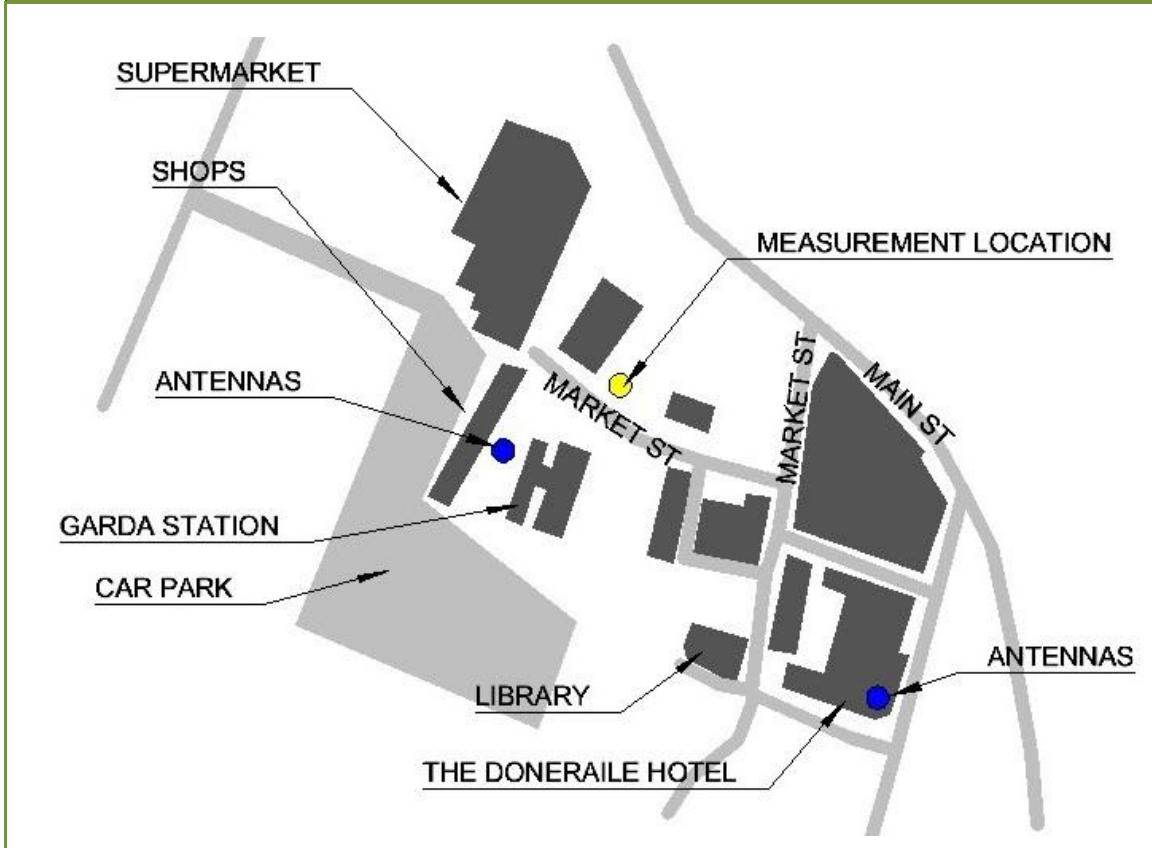 SUPERMARKET
SHOPS
MEASUREMENT LOCATION
ANTENNAS
MARKET ST
MARKET ST
MAIN ST
GARDA STATION
CAR PARK
ANTENNAS
LIBRARY
THE DONERAILE HOTEL